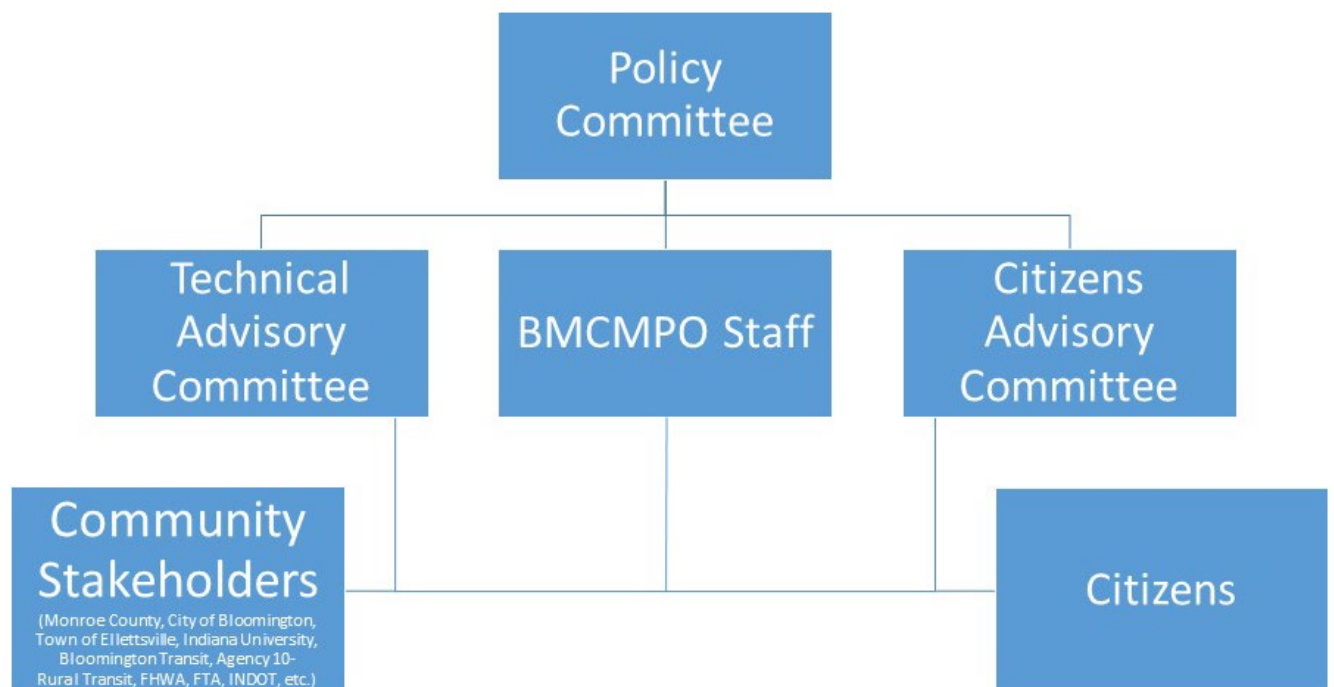 Policy
Committee
Technical
Advisory
Committee
BMCMPO Staff
Citizens
Advisory
Committee
Community
Stakeholders
(Monroe County, City of Bloomington,
Town of Ellettsville, Indiana University,
Bloomington Transit, Agency 10-
Rural Transit, FHWA, FTA, INDOT, etc.)
Citizens